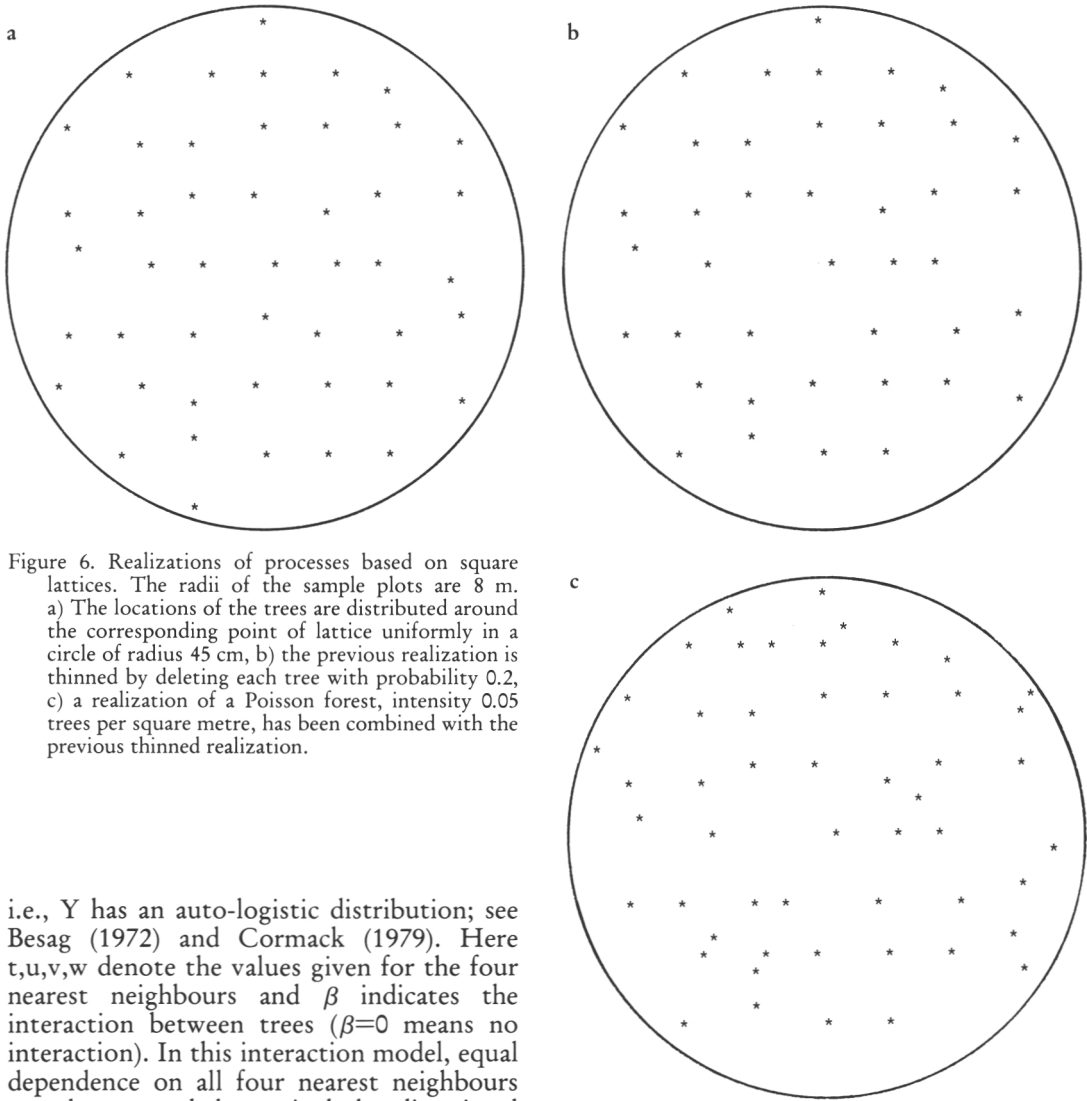 a
b
Figure 6. Realizations of processes based on square
lattices. The radii of the sample plots are 8 m.
a) The locations of the trees are distributed around
the corresponding point of lattice uniformly in a
circle of radius 45 cm, b) the previous realization is
thinned by deleting each tree with probability 0.2,
c) a realization of a Poisson forest, intensity 0.05
trees per square metre, has been combined with the
previous thinned realization.
c
i.e., Y has an auto-logistic distribution; see
Besag (1972) and Cormack (1979). Here
t,u,v,w denote the values given for the four
nearest neighbours and β indicates the
interaction between trees (β=0 means no
interaction). In this interaction model, equal
dependence on all four nearest neighbours